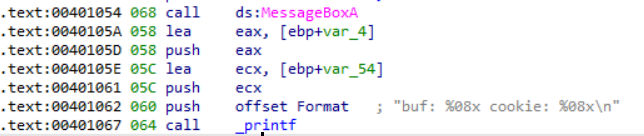 .text:00401054 068 call ds:MessageBoxA
.text:0040105A 058 lea eax, [ebp+var_4]
.text:0040105D 058 push eax
.text:0040105E 05C lea ecx, [ebp+var_54]
.text:00401061 05C push ecx
.text:00401062 060 push offset Format ; "buf: %08x cookie: %08x\n"
.text:00401067 064 call _printf